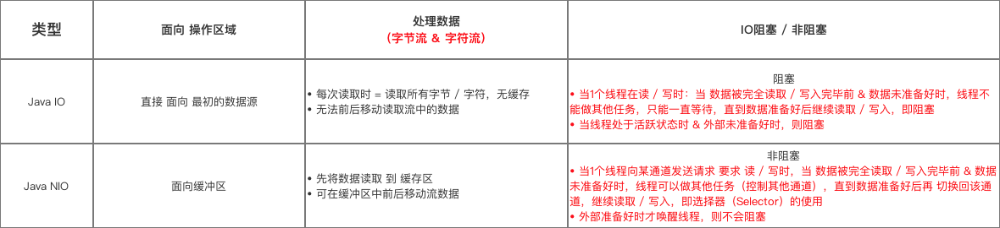 类型
面向 操作区域
处理数据
（字节流 & 字符流）
IO阻塞 / 非阻塞
Java IO
直接 面向 最初的数据源
• 每次读取时 = 读取所有字节 / 字符，无缓存
• 无法前后移动读取流中的数据
阻塞
• 当1个线程在读 / 写时：当 数据被完全读取 / 写入完毕前 & 数据未准备好时，线程不
能做其他任务，只能一直等待，直到数据准备好后继续读取 / 写入，即阻塞
• 当线程处于活跃状态时 & 外部未准备好时，则阻塞
Java NIO
面向缓冲区
• 先将数据读取 到 缓存区
• 可在缓冲区中前后移动流数据
非阻塞
• 当1个线程向某通道发送请求 要求 读 / 写时，当 数据被完全读取 / 写入完毕前 & 数据
未准备好时，线程可以做其他任务（控制其他通道），直到数据准备好后再 切换回该通
道，继续读取 / 写入，即选择器（Selector）的使用
• 外部准备好时才唤醒线程，则不会阻塞